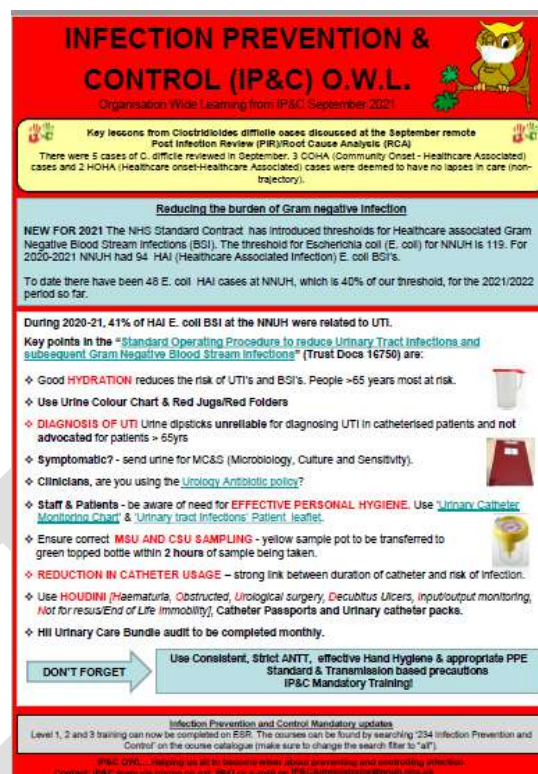 INFECTION PREVENTION &
CONTROL (IP&C) O.W.L.
Organisation Wide Learning from IP&C September 2021
Key lessons from Clostridioides difficile cases discussed at the September remote
Post Infection Review (PIR)/Root Cause Analysis (RCA)
There were 5 cases of C. difficile reviewed in September. 3 COHA (Community Onset - Healthcare Associated)
cases and 2 HOHA (Healthcare onset-Healthcare Associated) cases were deemed to have no lapses in care (non-
trajectory).
Reducing the burden of Gram negative Infection
NEW FOR 2021 The NHS Standard Contract has introduced thresholds for Healthcare associated Gram
Negative Blood Stream Infections (BSI). The threshold for Escherichia coli (E. coli) for NNUH is 119. For
2020-2021 NNUH had 94 HAI (Healthcare Associated Infection) E. coli BSI's.
To date there have been 48 E. coli HAI cases at NNUH, which is 40% of our threshold, for the 2021/2022
period so far.
During 2020-21, 41% of HAI E. coli BSI at the NNUH were related to UTI.
Key points in the "Standard Operating Procedure to reduce Urinary Tract Infections and
subsequent Gram Negative Blood Stream Infections" (Trust Docs 16750) are:
❖ Good HYDRATION reduces the risk of UTI's and BSI's. People >65 years most at risk.
❖ Use Urine Colour Chart & Red Jugs/Red Folders
❖ DIAGNOSIS OF UTI Urine dipsticks unreliable for diagnosing UTI in catheterised patients and not
advocated for patients > 65yrs
❖ Symptomatic? - send urine for MC&S (Microbiology, Culture and Sensitivity).
❖ Clinicians, are you using the Urology Antibiotic policy?
❖ Staff & Patients - be aware of need for EFFECTIVE PERSONAL HYGIENE. Use 'Urinary Catheter
Monitoring Chart' & 'Urinary tract Infections' Patient leaflet.
❖ Ensure correct MSU AND CSU SAMPLING - yellow sample pot to be transferred to
green topped bottle within 2 hours of sample being taken.
❖ REDUCTION IN CATHETER USAGE – strong link between duration of catheter and risk of infection.
❖ Use HOUDINI [Haematuria, Obstructed, Urological surgery, Decubitus Ulcers, Input/output monitoring,
Not for resus/End of Life Immobility], Catheter Passports and Urinary catheter packs.
❖ HII Urinary Care Bundle audit to be completed monthly.
DON'T FORGET
Use Consistent, Strict ANTT, effective Hand Hygiene & appropriate PPE
Standard & Transmission based precautions
IP&C Mandatory Training!
Infection Prevention and Control Mandatory updates
Level 1, 2 and 3 training can now be completed on ESR. The courses can be found by searching '234 Infection Prevention and
Control' on the course catalogue (make sure to change the search filter to "all").
IP&C OWL....Helping us all to become wiser about preventing and controlling infection